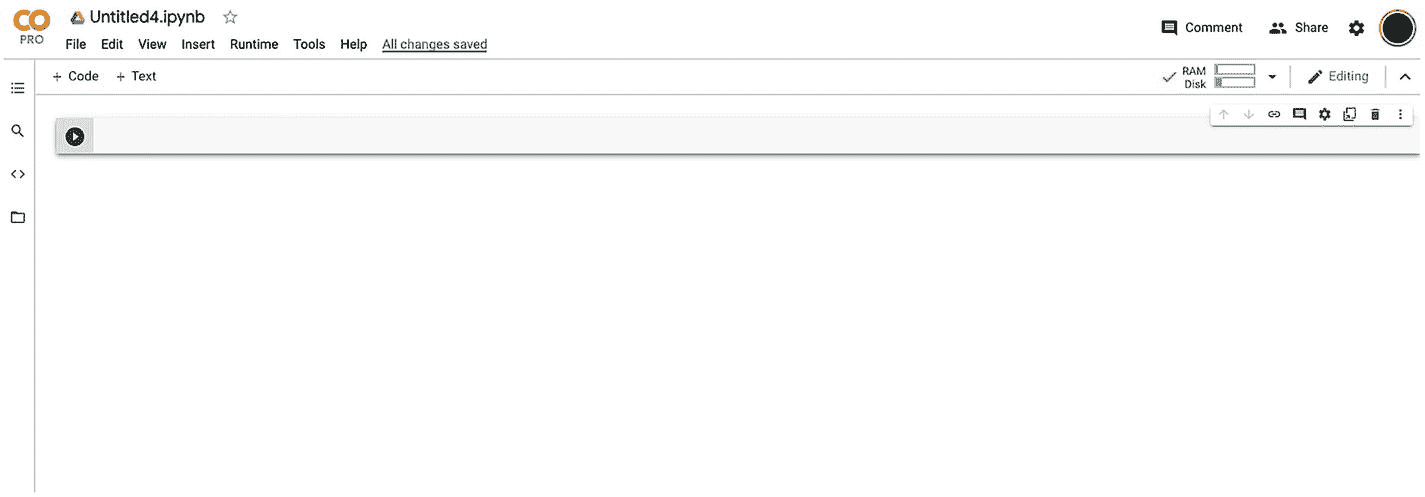 CO
PRO
Untitled4.ipynb
File Edit View Insert Runtime Tools Help All changes saved
Comment Share
+ Code + Text
RAM
Disk
Editing